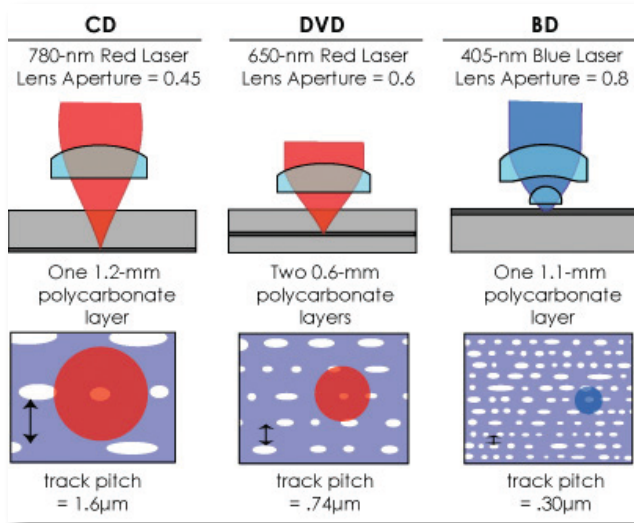 CD
780-nm Red Laser
Lens Aperture = 0.45
One 1.2-mm
polycarbonate
layer
track pitch
= 1.6µm
DVD
650-nm Red Laser
Lens Aperture = 0.6
Two 0.6-mm
polycarbonate
layers
track pitch
= .74µm
BD
405-nm Blue Laser
Lens Aperture = 0.8
One 1.1-mm
polycarbonate
layer
track pitch
= .30µm